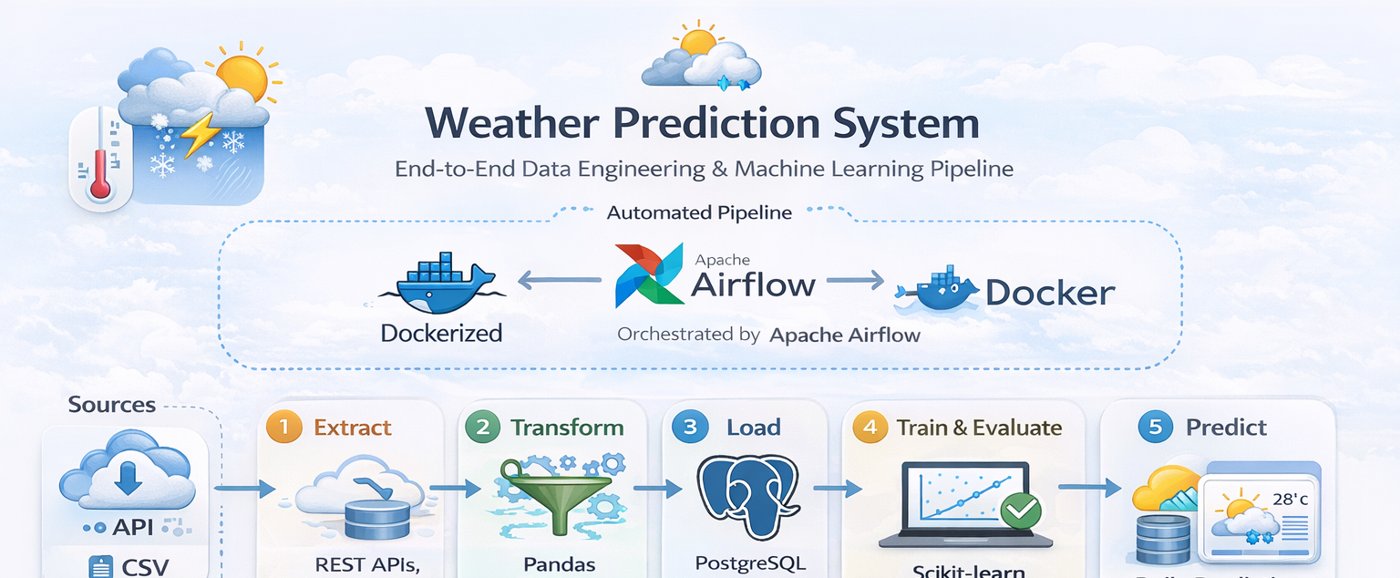 Weather Prediction System
End-to-End Data Engineering & Machine Learning Pipeline
Automated Pipeline
Dockerized
Apache
Airflow
Orchestrated by Apache Airflow
Docker
Sources
API
CSV
1 Extract
REST APIs,
2 Transform
Pandas
3 Load
PostgreSQL
4 Train & Evaluate
Scikit-learn
5 Predict
28'c